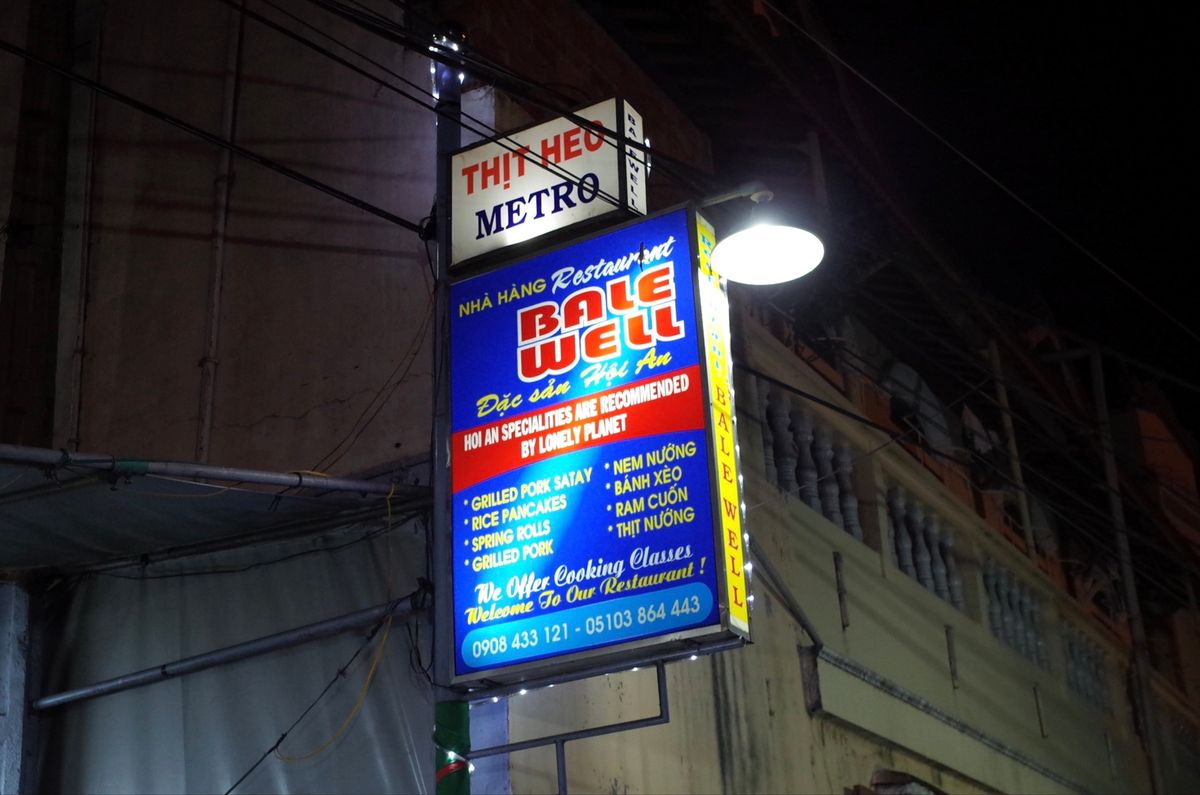 THỊT HEO
METRO
BALEWELL
NHÀ HÀNG Restaurant
BALE
WELL
Đặc sản Hội An
HOI AN SPECIALITIES ARE RECOMMENDED
BY LONELY PLANET
* GRILLED PORK SATAY
* RICE PANCAKES
* SPRING ROLLS
* GRILLED PORK
* NEM NƯỚNG
* BÁNH XÈO
* RAM CUỐN
* THỊT NƯỚNG
We Offer Cooking Classes
Welcome To Our Restaurant !
0908 433 121 - 05103 864 443
BALE WELL